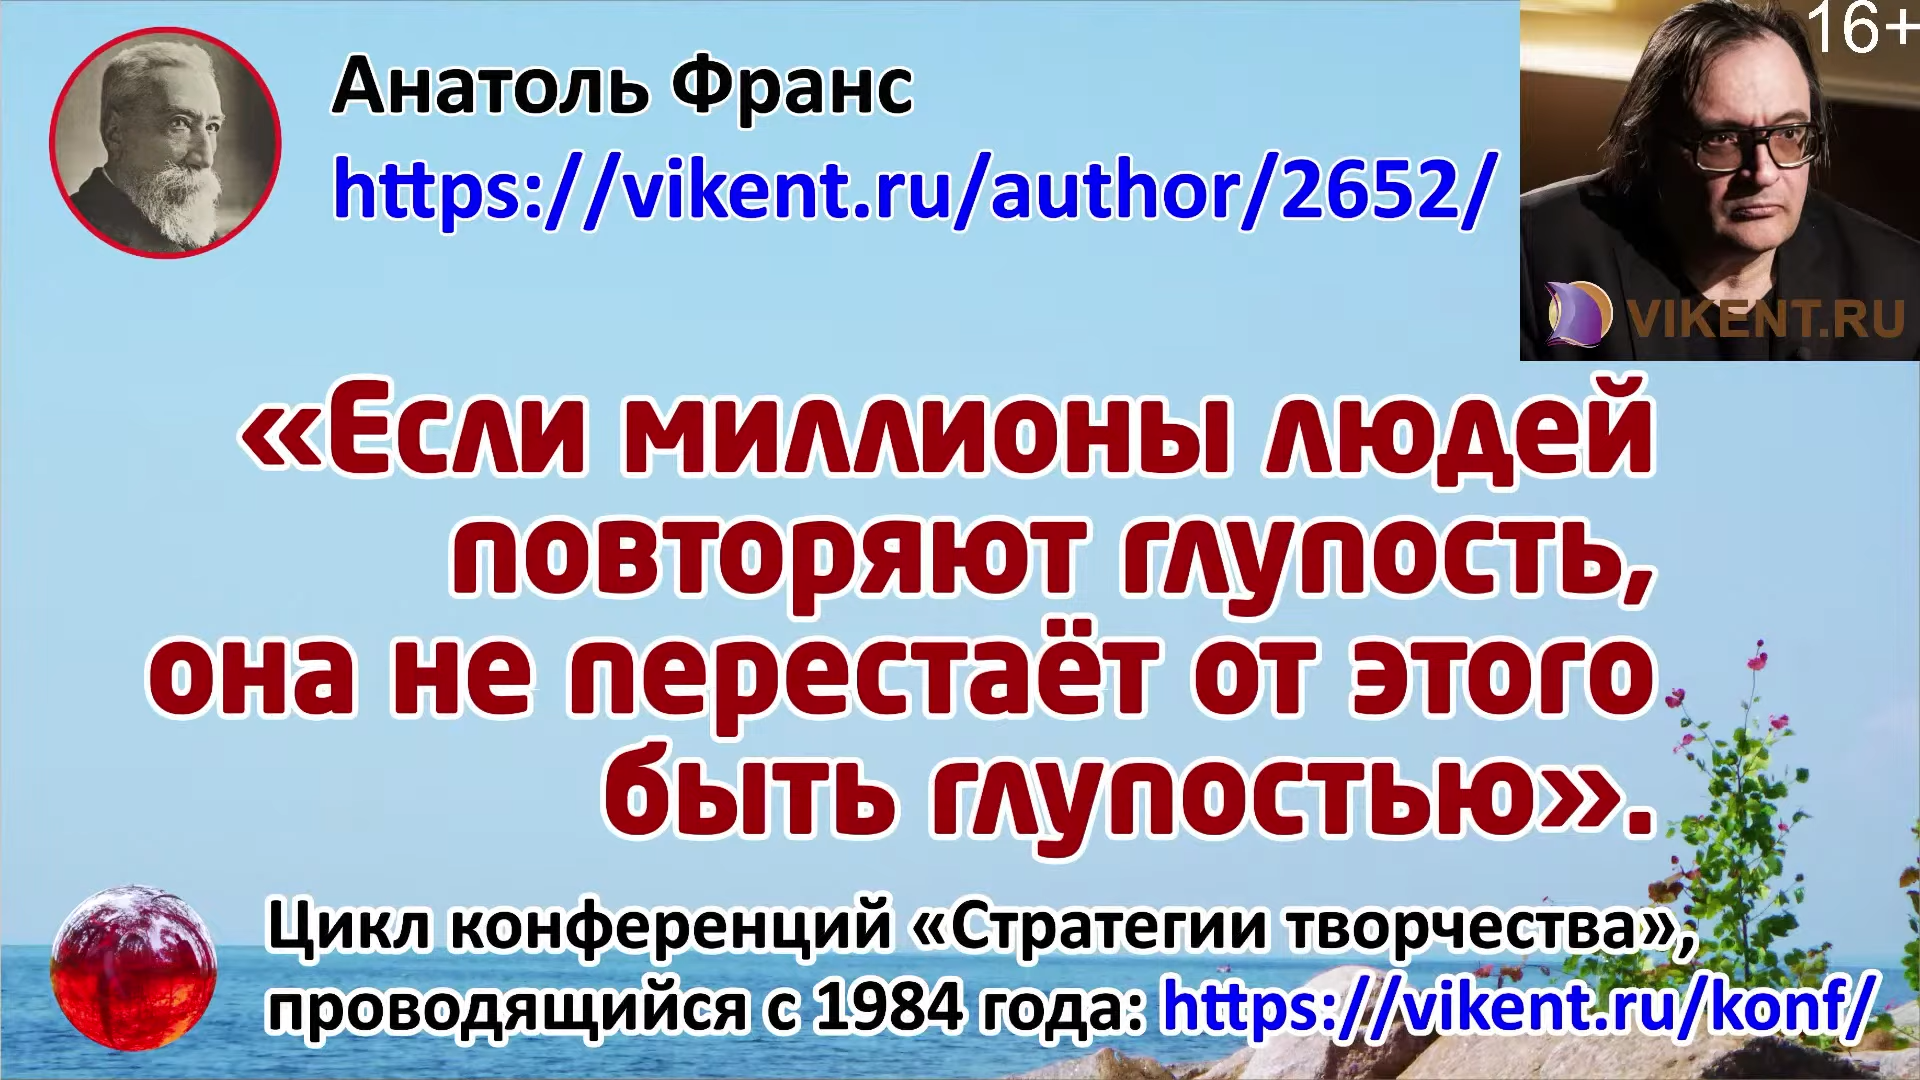 Анатоль Франс
https://vikent.ru/author/2652/
16+
VIKENT.RU
«Если миллионы людей
повторяют глупость,
она не перестаёт от этого
быть глупостью».
Цикл конференций «Стратегии творчества»,
проводящийся с 1984 года: https://vikent.ru/konf/